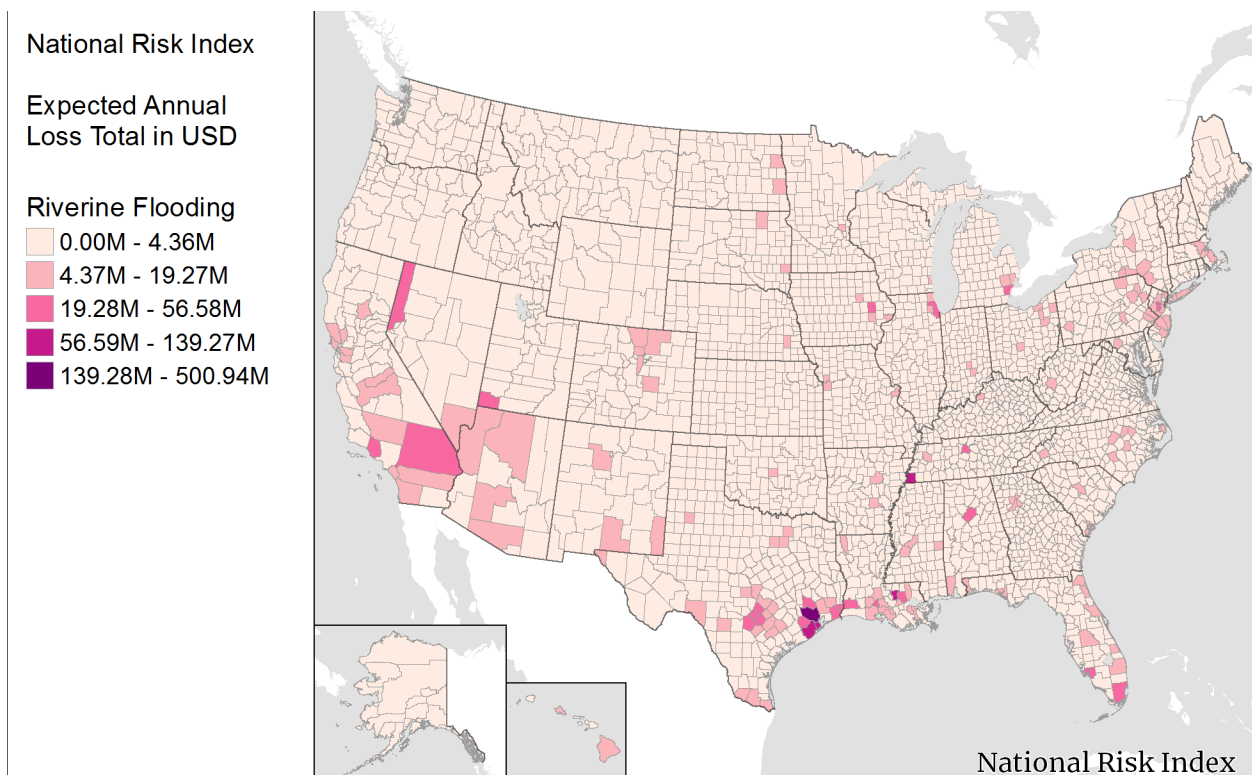 National Risk Index
Expected Annual
Loss Total in USD
Riverine Flooding
0.00M - 4.36M
4.37M - 19.27M
19.28M - 56.58M
56.59M - 139.27M
139.28M - 500.94M
National Risk Index